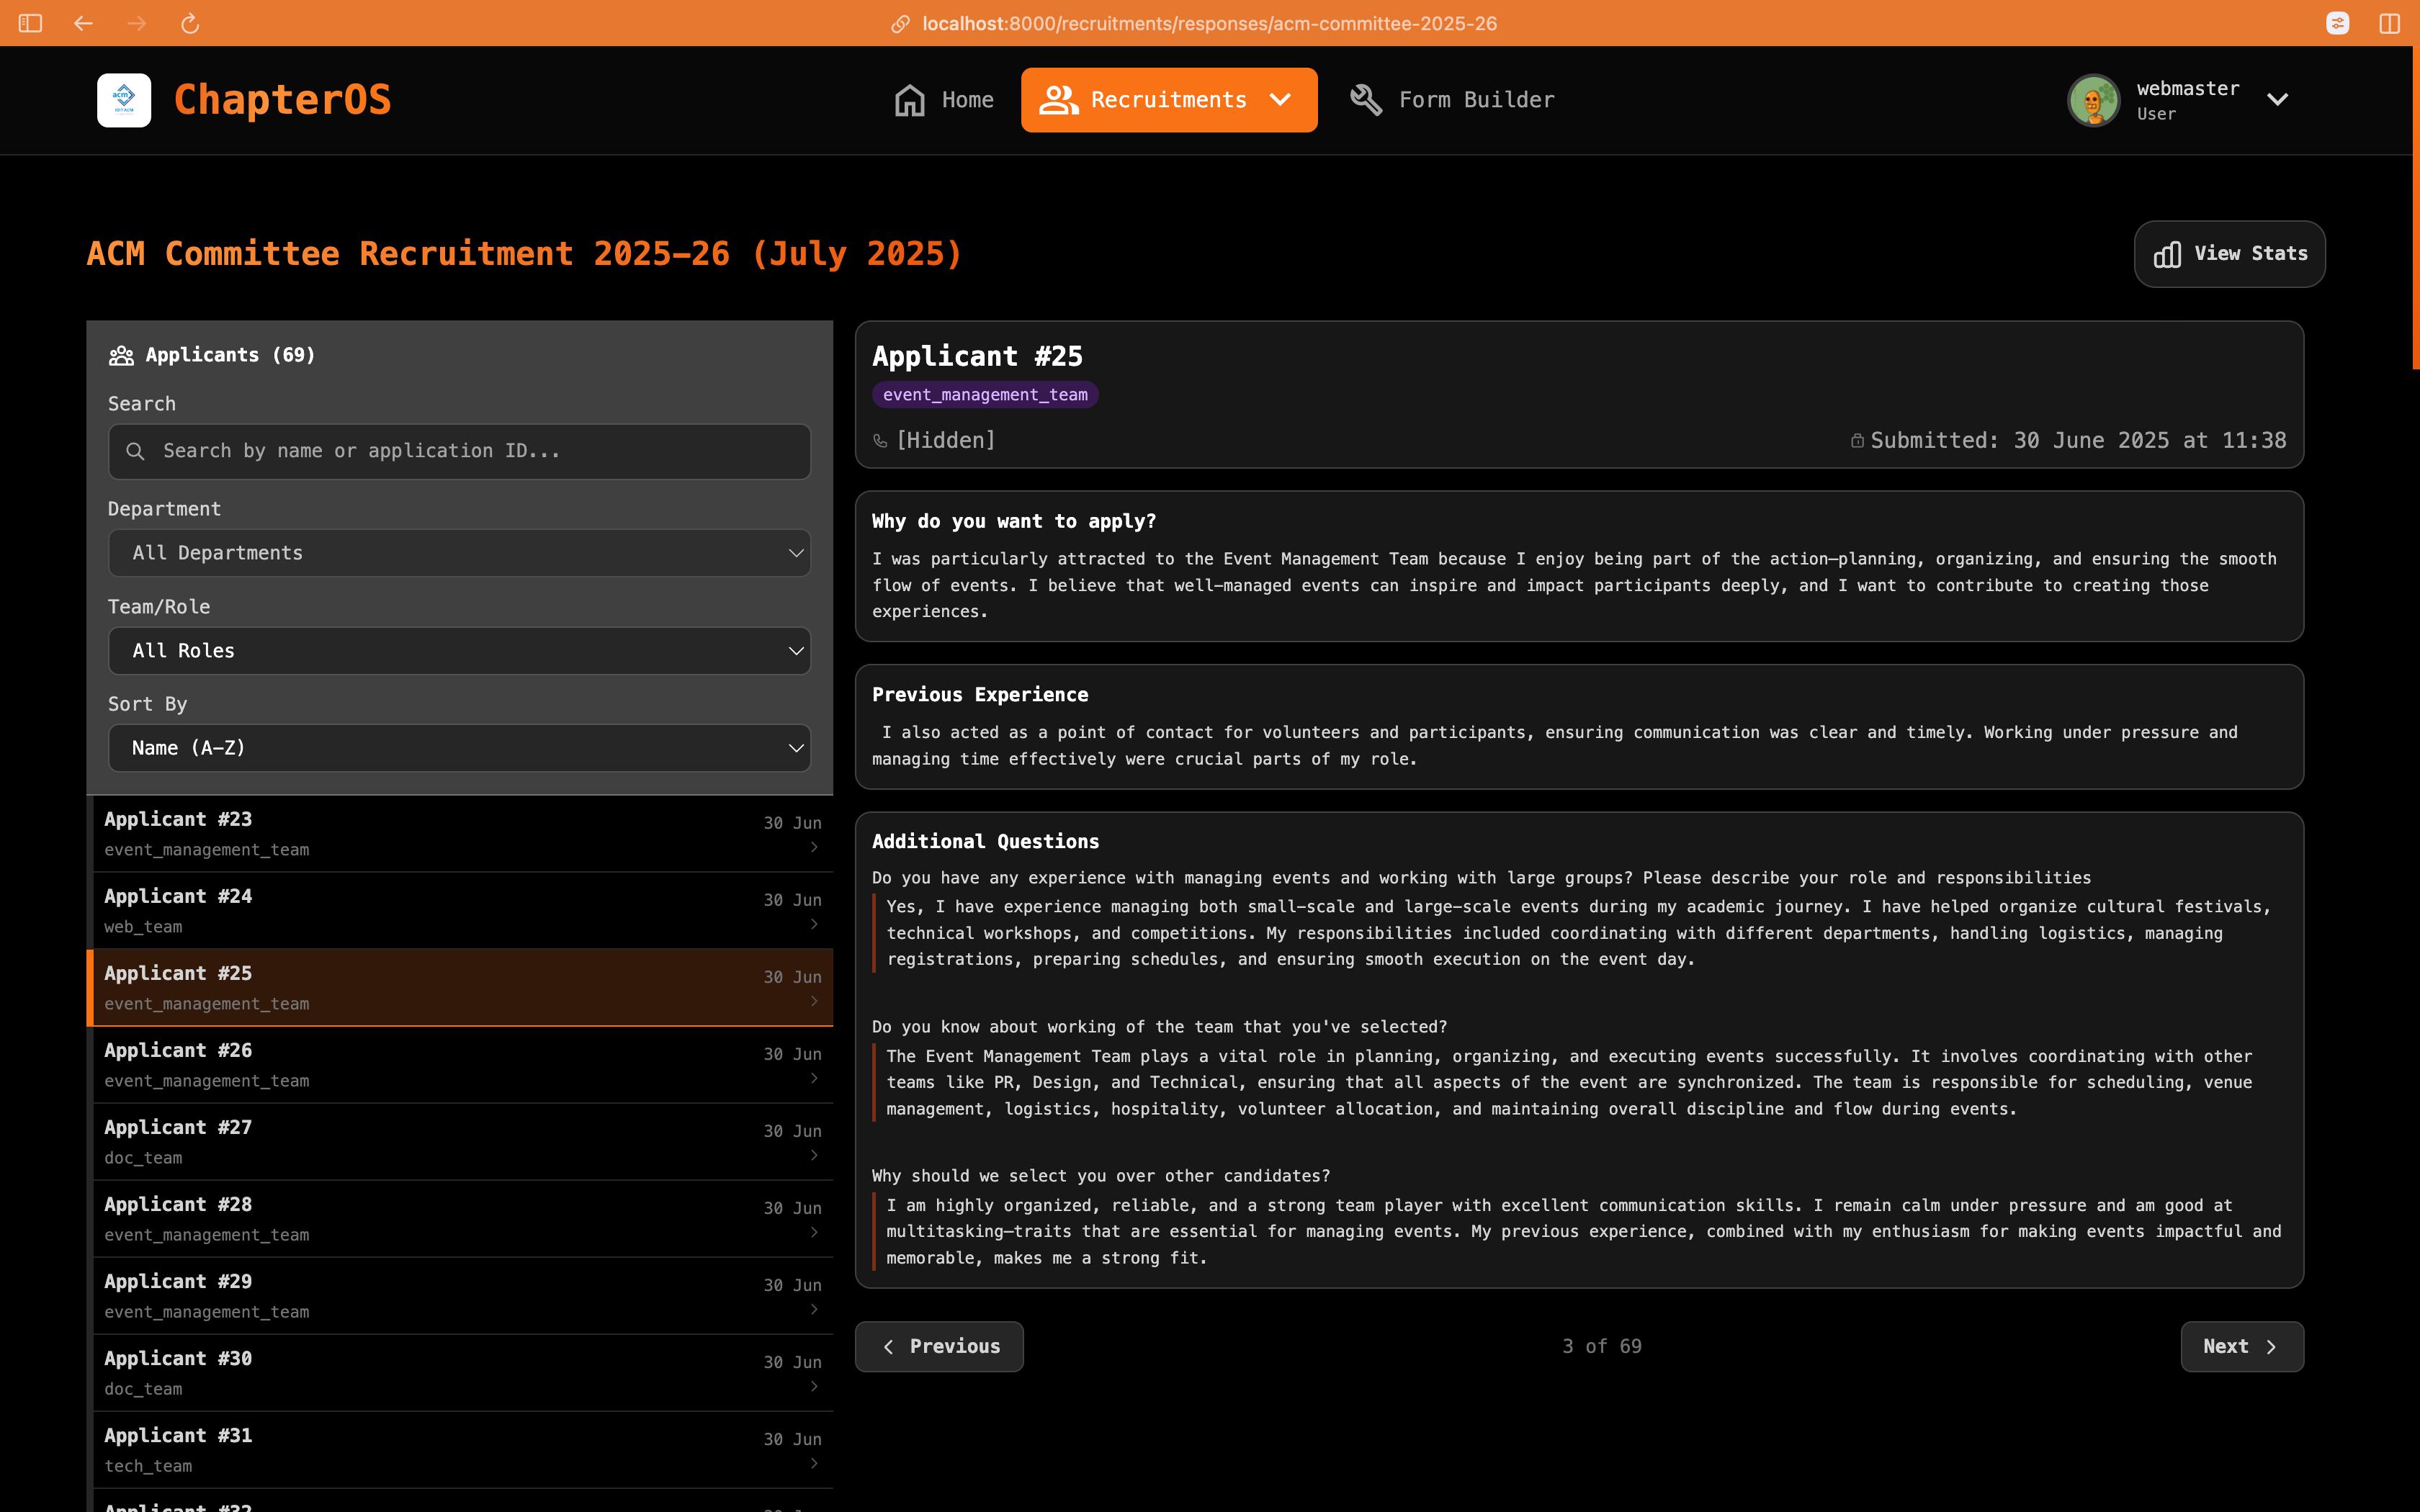 localhost:8000/recruitments/responses/acm-committee-2025-26
acm
ChapterOS
Home
Recruitments
Form Builder
webmaster
User
ACM Committee Recruitment 2025-26 (July 2025)
View Stats
Applicants (69)
Search
Search by name or application ID...
Department
All Departments
Team/Role
All Roles
Sort By
Name (A-Z)
Applicant #23
30 Jun
event_management_team
Applicant #24
30 Jun
web_team
Applicant #25
30 Jun
event_management_team
Applicant #26
30 Jun
event_management_team
Applicant #27
30 Jun
doc_team
Applicant #28
30 Jun
event_management_team
Applicant #29
30 Jun
event_management_team
Applicant #30
30 Jun
doc_team
Applicant #31
30 Jun
tech_team
Applicant #32
Applicant #25
event_management_team
[Hidden]
Submitted: 30 June 2025 at 11:38
Why do you want to apply?
I was particularly attracted to the Event Management Team because I enjoy being part of the action—planning, organizing, and ensuring the smooth
flow of events. I believe that well-managed events can inspire and impact participants deeply, and I want to contribute to creating those
experiences.
Previous Experience
I also acted as a point of contact for volunteers and participants, ensuring communication was clear and timely. Working under pressure and
managing time effectively were crucial parts of my role.
Additional Questions
Do you have any experience with managing events and working with large groups? Please describe your role and responsibilities
Yes, I have experience managing both small-scale and large-scale events during my academic journey. I have helped organize cultural festivals,
technical workshops, and competitions. My responsibilities included coordinating with different departments, handling logistics, managing
registrations, preparing schedules, and ensuring smooth execution on the event day.
Do you know about working of the team that you've selected?
The Event Management Team plays a vital role in planning, organizing, and executing events successfully. It involves coordinating with other
teams like PR, Design, and Technical, ensuring that all aspects of the event are synchronized. The team is responsible for scheduling, venue
management, logistics, hospitality, volunteer allocation, and maintaining overall discipline and flow during events.
Why should we select you over other candidates?
I am highly organized, reliable, and a strong team player with excellent communication skills. I remain calm under pressure and am good at
multitasking—traits that are essential for managing events. My previous experience, combined with my enthusiasm for making events impactful and
memorable, makes me a strong fit.
Previous
3 of 69
Next